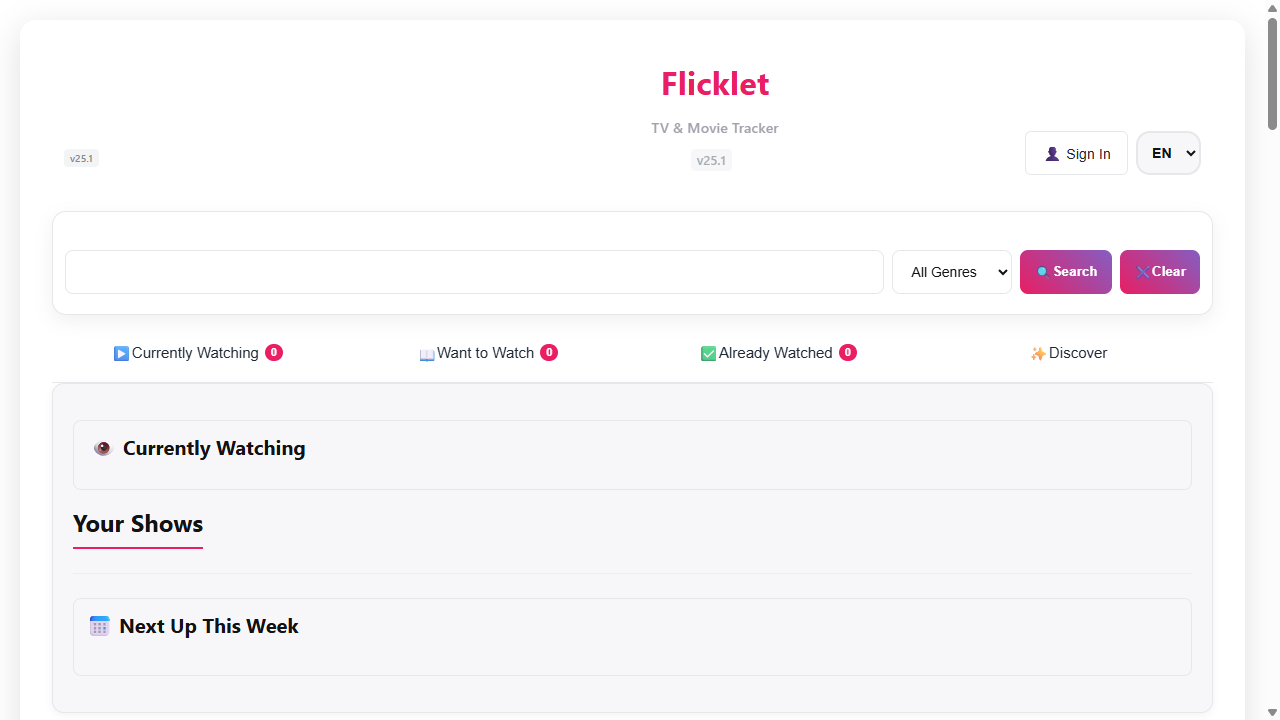 Flicklet
TV & Movie Tracker
v25.1
v25.1
Sign In
EN
All Genres
Search
Clear
Currently Watching 0
Want to Watch 0
Already Watched 0
Discover
Currently Watching
Your Shows
Next Up This Week